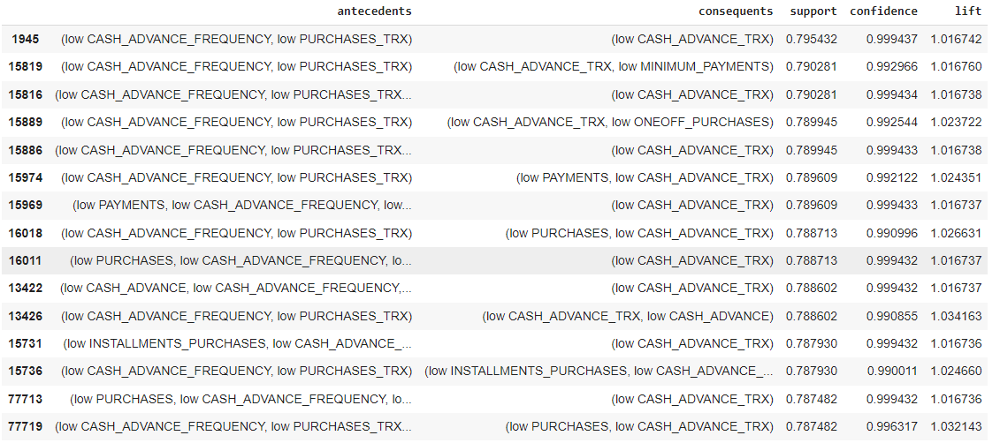 antecedents consequents support confidence lift
1945 (low CASH_ADVANCE_FREQUENCY, low PURCHASES_TRX) (low CASH_ADVANCE_TRX) 0.795432 0.999437 1.016742
15819 (low CASH_ADVANCE_FREQUENCY, low PURCHASES_TRX) (low CASH_ADVANCE_TRX, low MINIMUM_PAYMENTS) 0.790281 0.992966 1.016760
15816 (low CASH_ADVANCE_FREQUENCY, low PURCHASES_TRX... (low CASH_ADVANCE_TRX) 0.790281 0.999434 1.016738
15889 (low CASH_ADVANCE_FREQUENCY, low PURCHASES_TRX) (low CASH_ADVANCE_TRX, low ONEOFF_PURCHASES) 0.789945 0.992544 1.023722
15886 (low CASH_ADVANCE_FREQUENCY, low PURCHASES_TRX... (low CASH_ADVANCE_TRX) 0.789945 0.999433 1.016738
15974 (low CASH_ADVANCE_FREQUENCY, low PURCHASES_TRX) (low PAYMENTS, low CASH_ADVANCE_TRX) 0.789609 0.992122 1.024351
15969 (low PAYMENTS, low CASH_ADVANCE_FREQUENCY, low... (low CASH_ADVANCE_TRX) 0.789609 0.999433 1.016737
16018 (low CASH_ADVANCE_FREQUENCY, low PURCHASES_TRX) (low PURCHASES, low CASH_ADVANCE_TRX) 0.788713 0.990996 1.026631
16011 (low PURCHASES, low CASH_ADVANCE_FREQUENCY, lo... (low CASH_ADVANCE_TRX) 0.788713 0.999432 1.016737
13422 (low CASH_ADVANCE, low CASH_ADVANCE_FREQUENCY,... (low CASH_ADVANCE_TRX) 0.788602 0.999432 1.016737
13426 (low CASH_ADVANCE_FREQUENCY, low PURCHASES_TRX) (low CASH_ADVANCE_TRX, low CASH_ADVANCE) 0.788602 0.990855 1.034163
15731 (low INSTALLMENTS_PURCHASES, low CASH_ADVANCE_... (low CASH_ADVANCE_TRX) 0.787930 0.999432 1.016736
15736 (low CASH_ADVANCE_FREQUENCY, low PURCHASES_TRX) (low INSTALLMENTS_PURCHASES, low CASH_ADVANCE_... 0.787930 0.990011 1.024660
77713 (low PURCHASES, low CASH_ADVANCE_FREQUENCY, lo... (low CASH_ADVANCE_TRX) 0.787482 0.999432 1.016736
77719 (low CASH_ADVANCE_FREQUENCY, low PURCHASES_TRX... (low PURCHASES, low CASH_ADVANCE_TRX) 0.787482 0.996317 1.032143